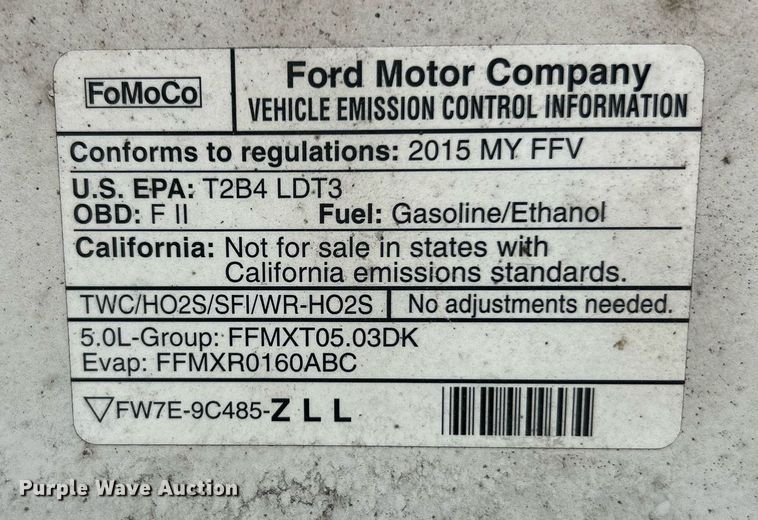 FoMoCo
Ford Motor Company
VEHICLE EMISSION CONTROL INFORMATION
Conforms to regulations: 2015 MY FFV
U.S. EPA: T2B4 LDT3
OBD: F II Fuel: Gasoline/Ethanol
California: Not for sale in states with
California emissions standards.
TWC/HO2S/SFI/WR-HO2S No adjustments needed.
5.0L-Group: FFMXT05.03DK
Evap: FFMXR0160ABC
FW7E-9C485-ZLL
Purple Wave Auction